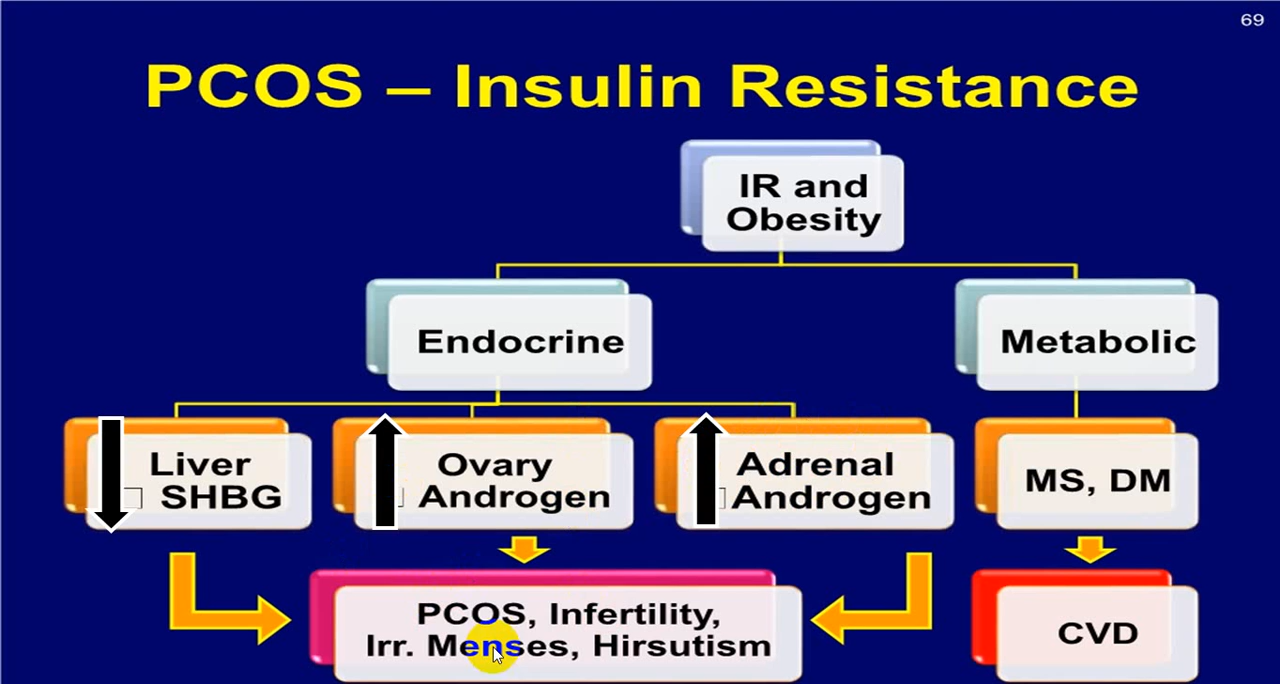 69
PCOS – Insulin Resistance
IR and
Obesity
Endocrine
Metabolic
Liver
SHBG
Ovary
Androgen
Adrenal
Androgen
MS, DM
PCOS, Infertility,
Irr. Menses, Hirsutism
CVD